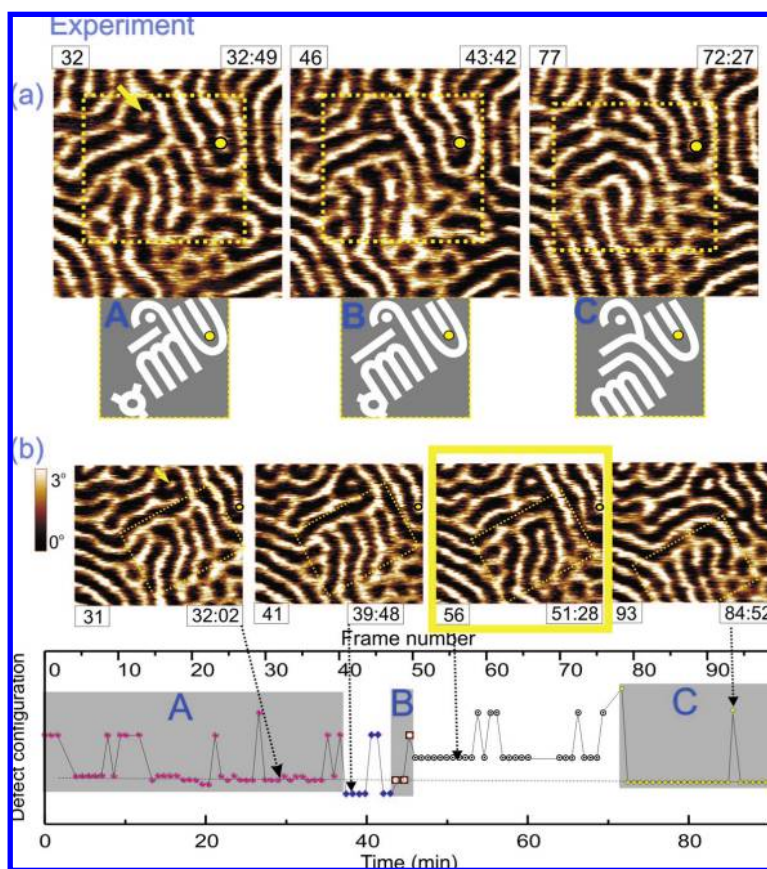 Experiment
32 32:49 46 43:42 77 72:27
(a)
A B C
(b)
3°
0°
31 32:02 41 39:48 56 51:28 93 84:52
Frame number
0 10 20 30 40 50 60 70 80 90
A B C
Defect configuration
0 20 40 60 80
Time (min)